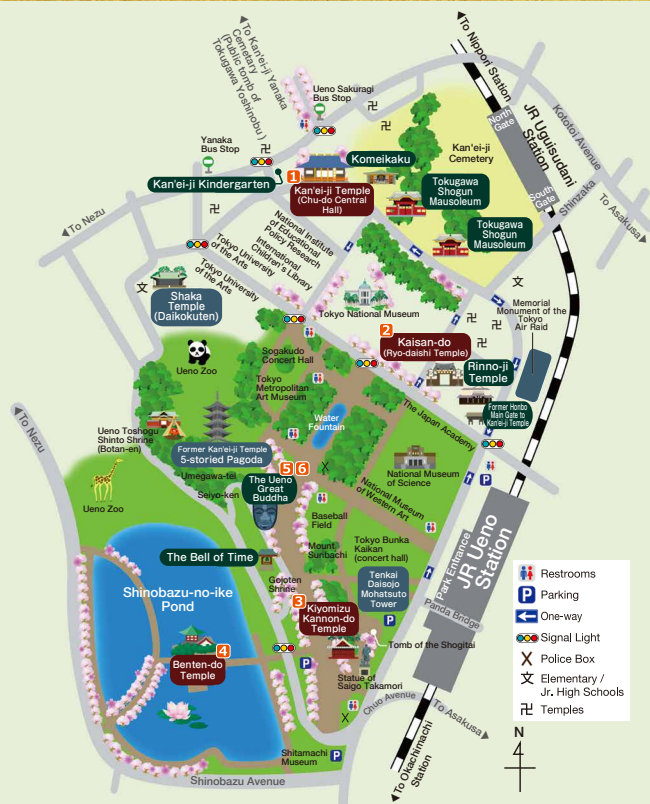 To Kan'ei-ji Yanaka
Cemetary
(Public tomb of
Tokugawa Yoshinobu)
To Nippori Station
Ueno Sakuragi
Bus Stop
North
Gate
JR Uguisudani
Station
Kototoi Avenue
Yanaka
Bus Stop
Kan'ei-ji
Cemetery
Komeikaku
1
Kan'ei-ji Kindergarten
Kan'ei-ji Temple
(Chu-do Central
Hall)
Tokugawa
Shogun
Mausoleum
South
Gate
Shinzaka
To Asakusa
To Nezu
Tokugawa
Shogun
Mausoleum
National Institute
of Educational
Policy Research
International
Children's Library
Tokyo University
of the Arts
Tokyo University
of the Arts
文
文
Shaka
Temple
(Daikokuten)
Tokyo National Museum
Memorial
Monument of the
Tokyo
Air Raid
2
Kaisan-do
(Ryo-daishi Temple)
Rinno-ji
Temple
Sogakudo
Concert Hall
Ueno Zoo
Tokyo
Metropolitan
Art Museum
Former Honbo
Main Gate to
Kan'ei-ji Temple
The Japan Academy
Water
Fountain
To Nezu
Ueno Toshogu
Shinto Shrine
(Botan-en)
Former Kan'ei-ji Temple
5-storied Pagoda
National Museum
of Science
X
5 6
The Ueno
Great
Buddha
Umegawa-tei
Seiyo-ken
National Museum
of Western Art
P
Ueno Zoo
Baseball
Field
The Bell of Time
Mount
Suribachi
Tokyo Bunka
Kaikan
(concert hall)
Park Entrance
JR Ueno
Station
Gojoten
Shrine
Tenkai
Daisojo
Mohatsuto
Tower
Shinobazu-no-ike
Pond
3
Kiyomizu
Kannon-do
Temple
P
Panda Bridge
4
Benten-do
Temple
Tomb of the Shogitai
P
Statue of
Saigo Takamori
Chuo Avenue
To Asakusa
X
Shitamachi
Museum
P
Shinobazu Avenue
To Okachimachi
Station
Restrooms
P Parking
One-way
Signal Light
X Police Box
文 Elementary /
Jr. High Schools
卍 Temples
N